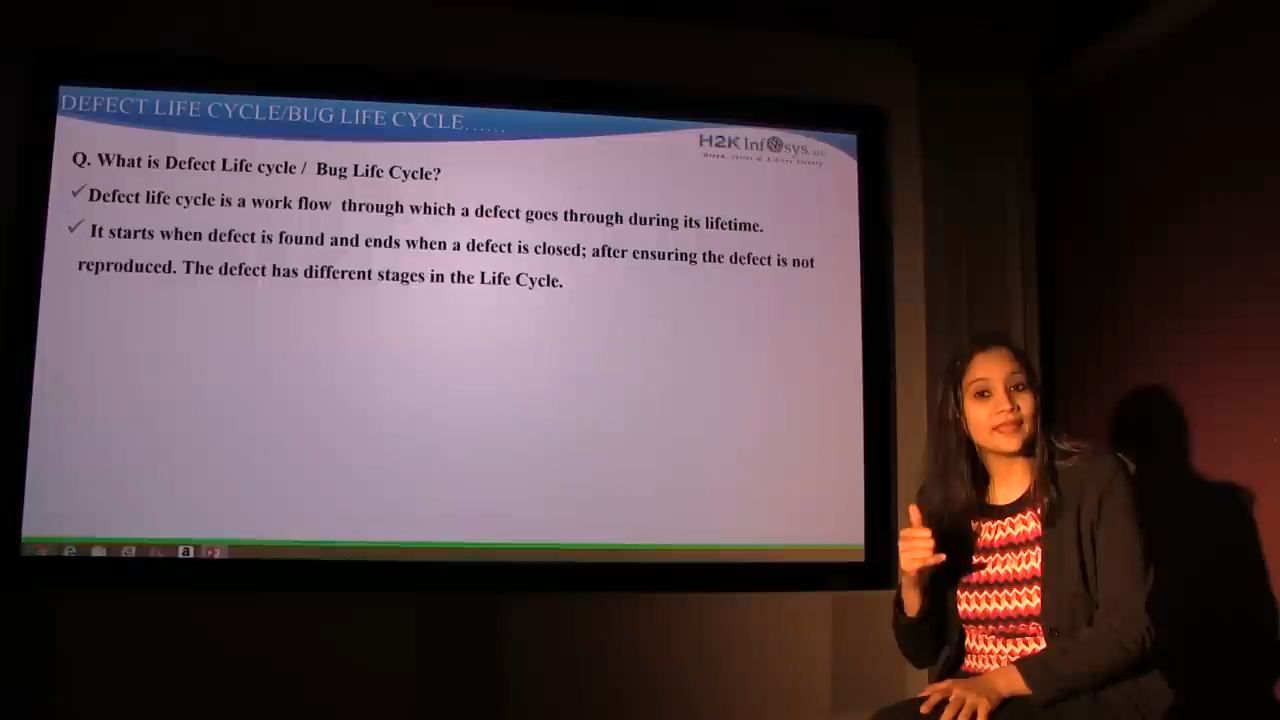 DEFECT LIFE CYCLE/BUG LIFE CYCLE......
H2K Infosys, LLC
Q. What is Defect Life cycle / Bug Life Cycle?
Defect life cycle is a work flow through which a defect goes through during its lifetime.
It starts when defect is found and ends when a defect is closed; after ensuring the defect is not
reproduced. The defect has different stages in the Life Cycle.